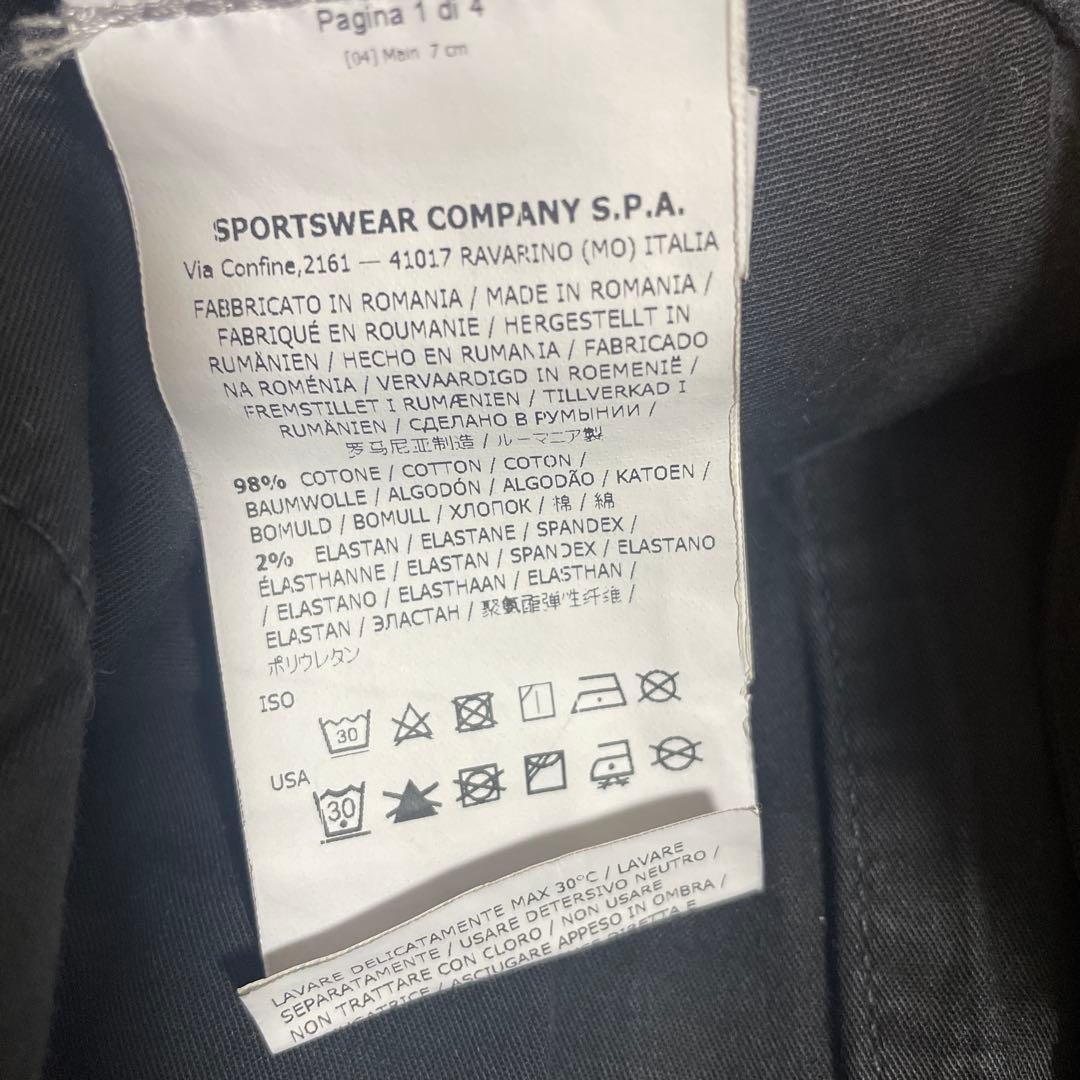 Pagina 1 di 4
[04] Main 7 cm
SPORTSWEAR COMPANY S.P.A.
Via Confine,2161 — 41017 RAVARINO (MO) ITALIA
FABBRICATO IN ROMANIA / MADE IN ROMANIA /
FABRIQUÉ EN ROUMANIE / HERGESTELLT IN
RUMÄNIEN / HECHO EN RUMANIA / FABRICADO
NA ROMÉNIA / VERVAARDIGD IN ROEMENIË /
FREMSTILLET I RUMÆNIEN / TILLVERKAD I
RUMÄNIEN / СДЕЛАНО В РУМЫНИИ /
罗马尼亚制造 / ルーマニア製
98% COTONE / COTTON / COTON /
BAUMWOLLE / ALGODÓN / ALGODÃO / KATOEN /
BOMULD / BOMULL / ХЛОПОК / 棉 / 綿
2% ELASTAN / ELASTANE / SPANDEX /
ÉLASTHANNE / ELASTAN / SPANDEX / ELASTANO
/ ELASTANO / ELASTHAAN / ELASTHAN /
ELASTAN / ЭЛАСТАН / 聚氨酯弹性纤维 /
ポリウレタン
ISO
30
USA
30
LAVARE DELICATAMENTE MAX 30°C / LAVARE
SEPARATAMENTE / USARE DETERSIVO NEUTRO /
NON TRATTARE CON CLORO / NON USARE
ASCIUGARE APPESO IN OMBRA /